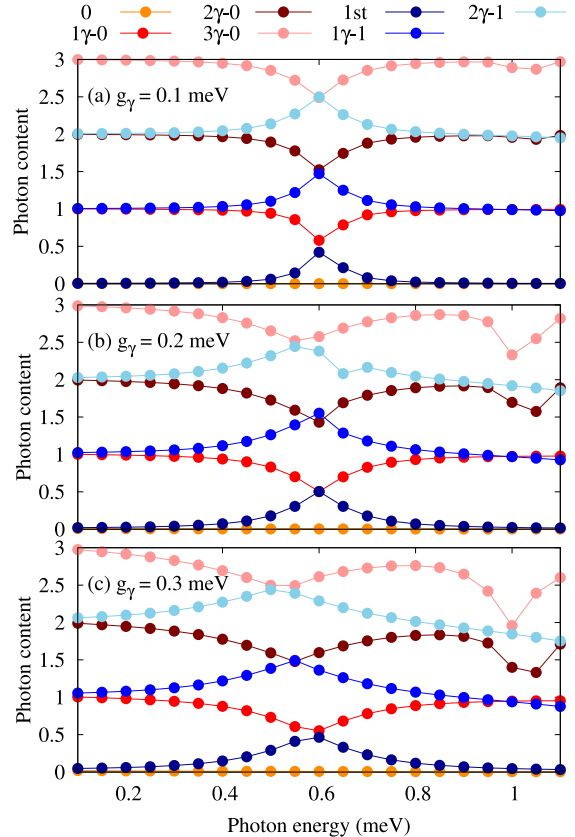 0 2γ-0 1st 2γ-1
1γ-0 3γ-0 1γ-1
3
2.5
2
1.5
1
0.5
0
Photon content
(a) gγ = 0.1 meV
3
2.5
2
1.5
1
0.5
0
Photon content
(b) gγ = 0.2 meV
3
2.5
2
1.5
1
0.5
0
Photon content
(c) gγ = 0.3 meV
0.2 0.4 0.6 0.8 1
Photon energy (meV)